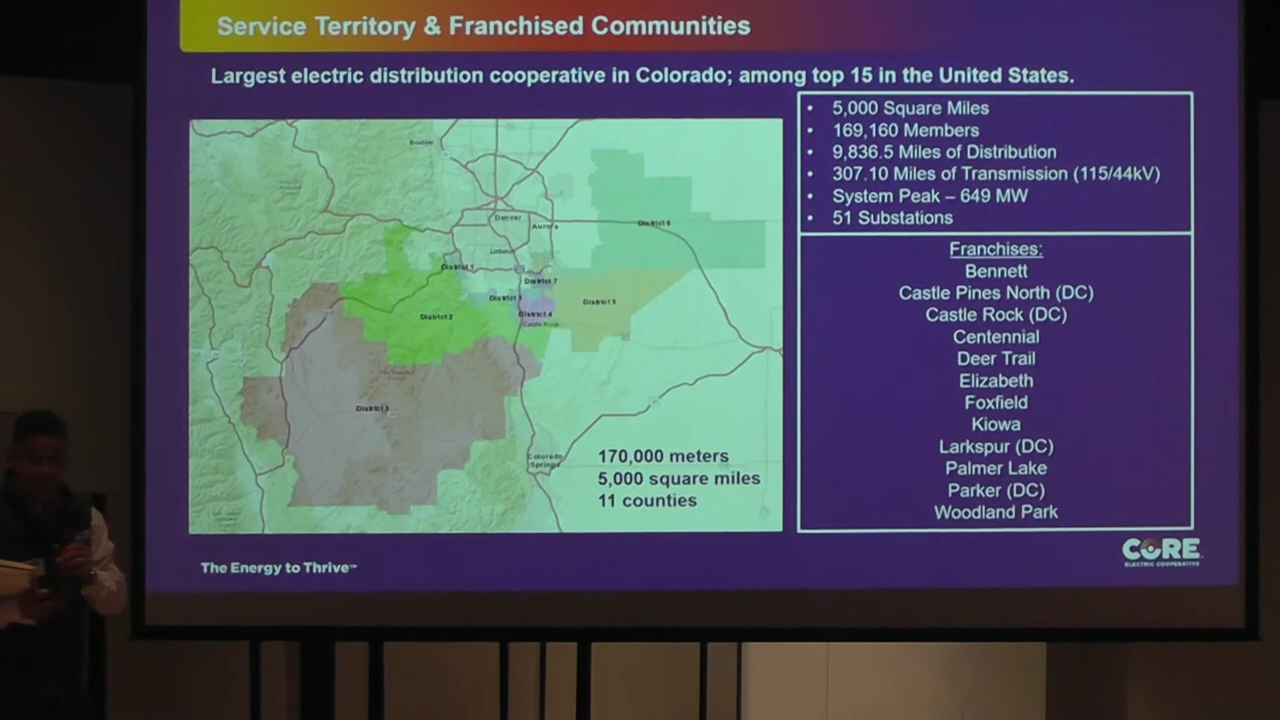 Service Territory & Franchised Communities
Largest electric distribution cooperative in Colorado; among top 15 in the United States.
• 5,000 Square Miles
• 169,160 Members
• 9,836.5 Miles of Distribution
• 307.10 Miles of Transmission (115/44kV)
• System Peak – 649 MW
• 51 Substations
Franchises:
Bennett
Castle Pines North (DC)
Castle Rock (DC)
Centennial
Deer Trail
Elizabeth
Foxfield
Kiowa
Larkspur (DC)
Palmer Lake
Parker (DC)
Woodland Park
Boulder
Denver
Aurora
Littleton
District 6
District 1
District 7
District
District 5
District 4
Castle Rock
District 2
District
Colorado
Springs
170,000 meters
5,000 square miles
11 counties
The Energy to Thrive™
CORE
ELECTRIC COOPERATIVE